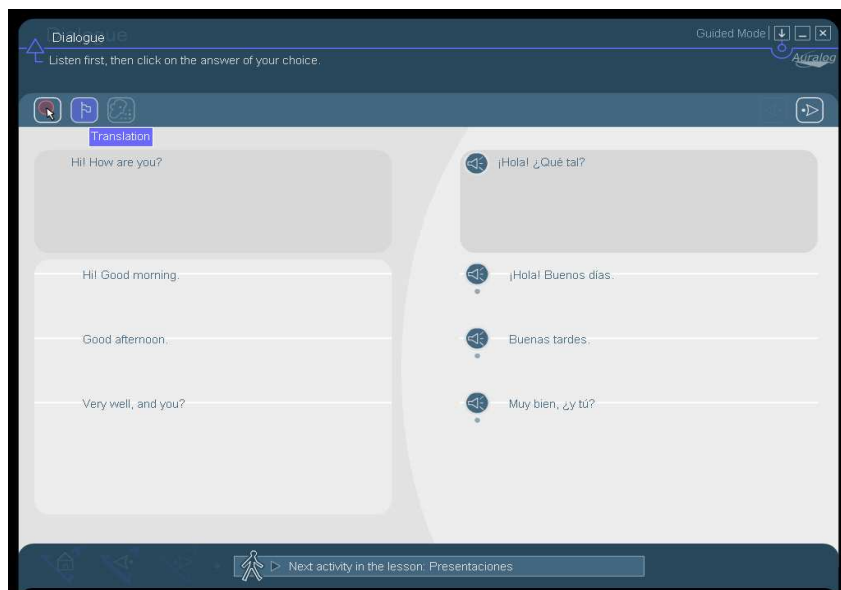 Dialogue
Guided Mode
Listen first, then click on the answer of your choice.
Auralog
Translation
Hi! How are you?
¡Hola! ¿Qué tal?
Hi! Good morning.
¡Hola! Buenos días.
Good afternoon.
Buenas tardes.
Very well, and you?
Muy bien, ¿y tú?
Next activity in the lesson: Presentaciones